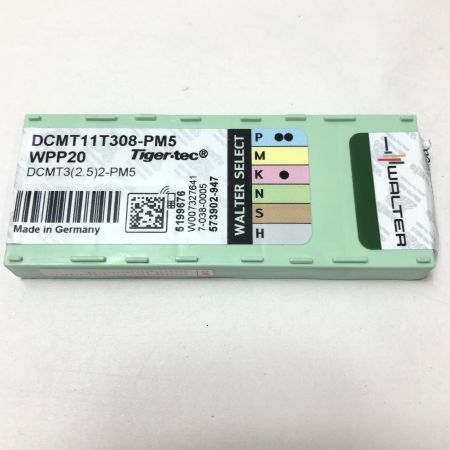 DCMT11T308-PM5
WPP20 Tiger·tec®
DCMT3(2.5)2-PM5
Made in Germany
5199676
W007327641
7-038-0005
573902-947
WALTER SELECT
P
M
K
N
S
H
WALTER